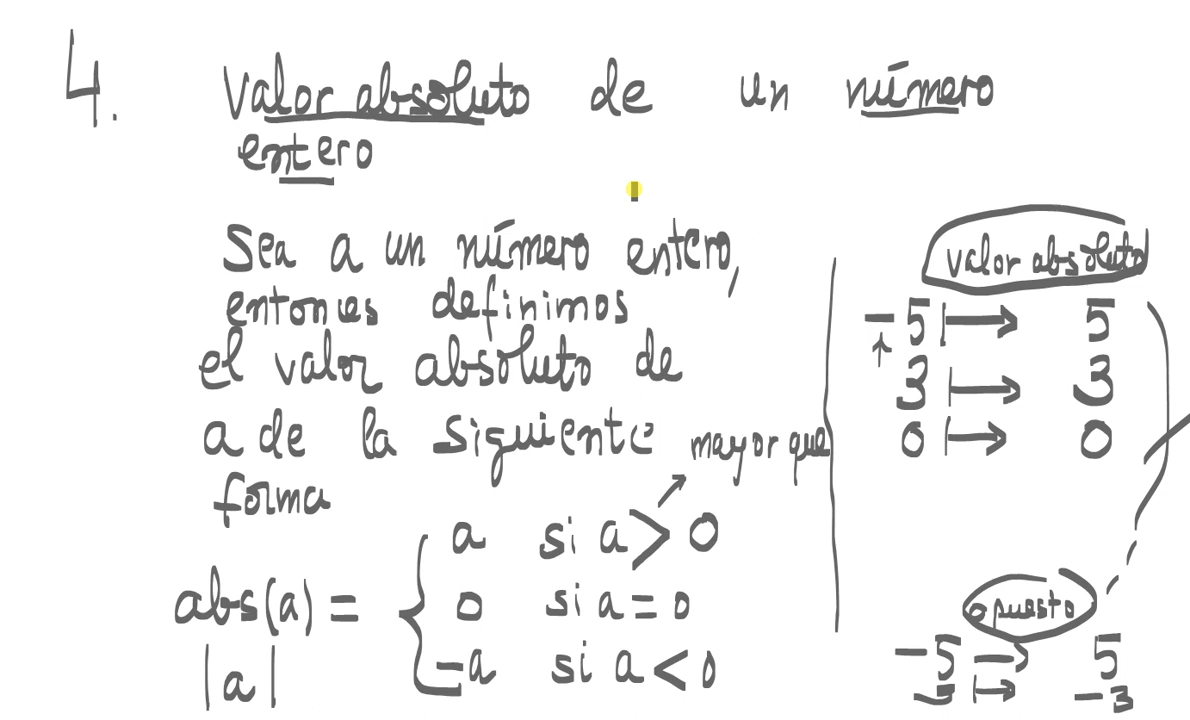 4. Valor absoluto de un número
entero
Sea a un número entero,
entonces definimos
el valor absoluto de
a de la siguiente
forma
mayor que
abs(a) =
|a|
a si a > 0
0 si a = 0
-a si a < 0
valor absoluto
-5 ↦ 5
3 ↦ 3
0 ↦ 0
opuesto
-5 ↦ 5
3 ↦ -3